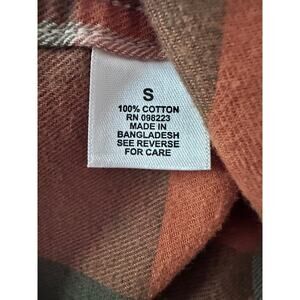 S
100% COTTON
RN 098223
MADE IN
BANGLADESH
SEE REVERSE
FOR CARE